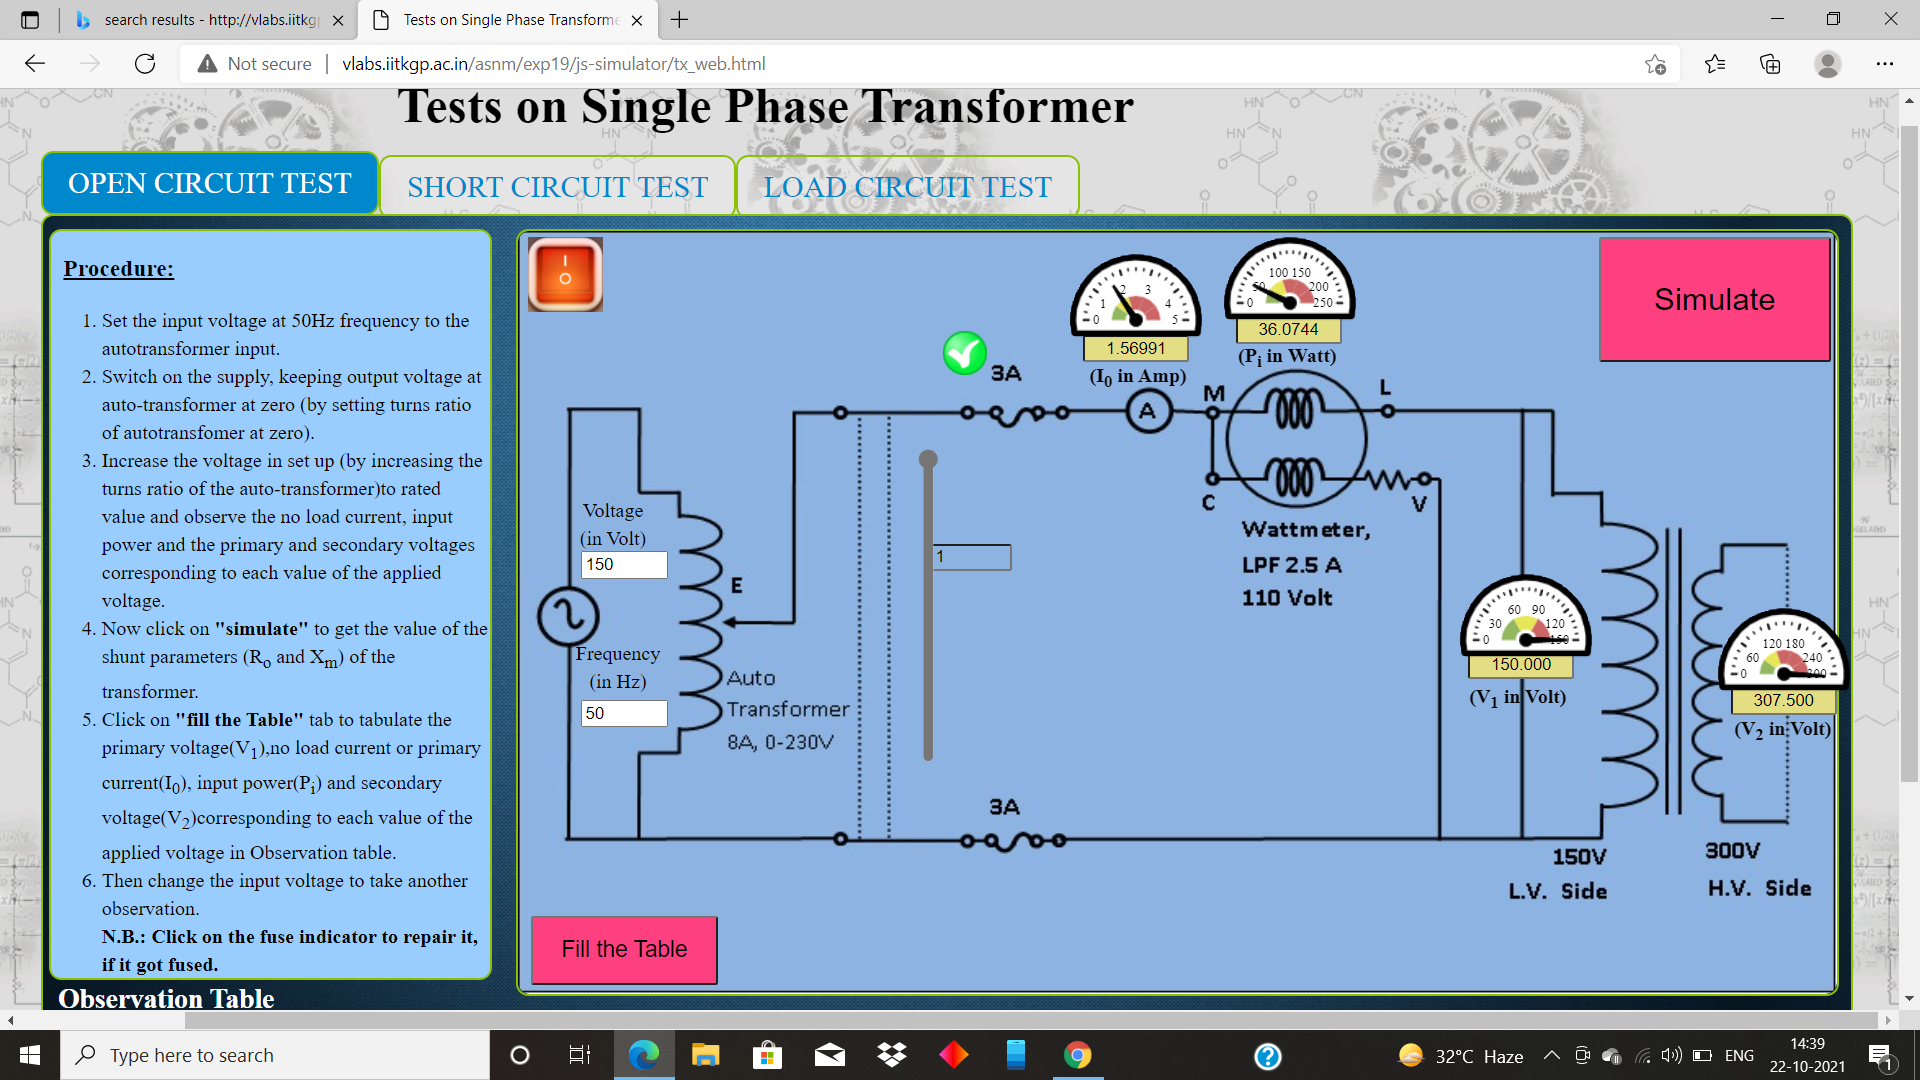 search results - http://vlabs.iitkg
Tests on Single Phase Transforme
Not secure
vlabs.iitkgp.ac.in/asnm/exp19/js-simulator/tx_web.html
Tests on Single Phase Transformer
OPEN CIRCUIT TEST
SHORT CIRCUIT TEST
LOAD CIRCUIT TEST
Procedure:
1. Set the input voltage at 50Hz frequency to the
autotransformer input.
2. Switch on the supply, keeping output voltage at
auto-transformer at zero (by setting turns ratio
of autotransfomer at zero).
3. Increase the voltage in set up (by increasing the
turns ratio of the auto-transformer)to rated
value and observe the no load current, input
power and the primary and secondary voltages
corresponding to each value of the applied
voltage.
4. Now click on "simulate" to get the value of the
shunt parameters (Ro and Xm) of the
transformer.
5. Click on "fill the Table" tab to tabulate the
primary voltage(V1),no load current or primary
current(I0), input power(Pi) and secondary
voltage(V2)corresponding to each value of the
applied voltage in Observation table.
6. Then change the input voltage to take another
observation.
N.B.: Click on the fuse indicator to repair it,
if it got fused.
Observation Table
Simulate
0 1 2 3 4 5
1.56991
(I0 in Amp)
0 50 100 150 200 250
36.0744
(Pi in Watt)
3A
A
M
L
C
V
Wattmeter,
LPF 2.5 A
110 Volt
Voltage
(in Volt)
150
E
1
Frequency
(in Hz)
50
Auto
Transformer
8A, 0-230V
0 30 60 90 120 150
150.000
(V1 in Volt)
0 60 120 180 240 300
307.500
(V2 in Volt)
3A
150V
L.V. Side
300V
H.V. Side
Fill the Table
Type here to search
32°C Haze
ENG
14:39
22-10-2021
1